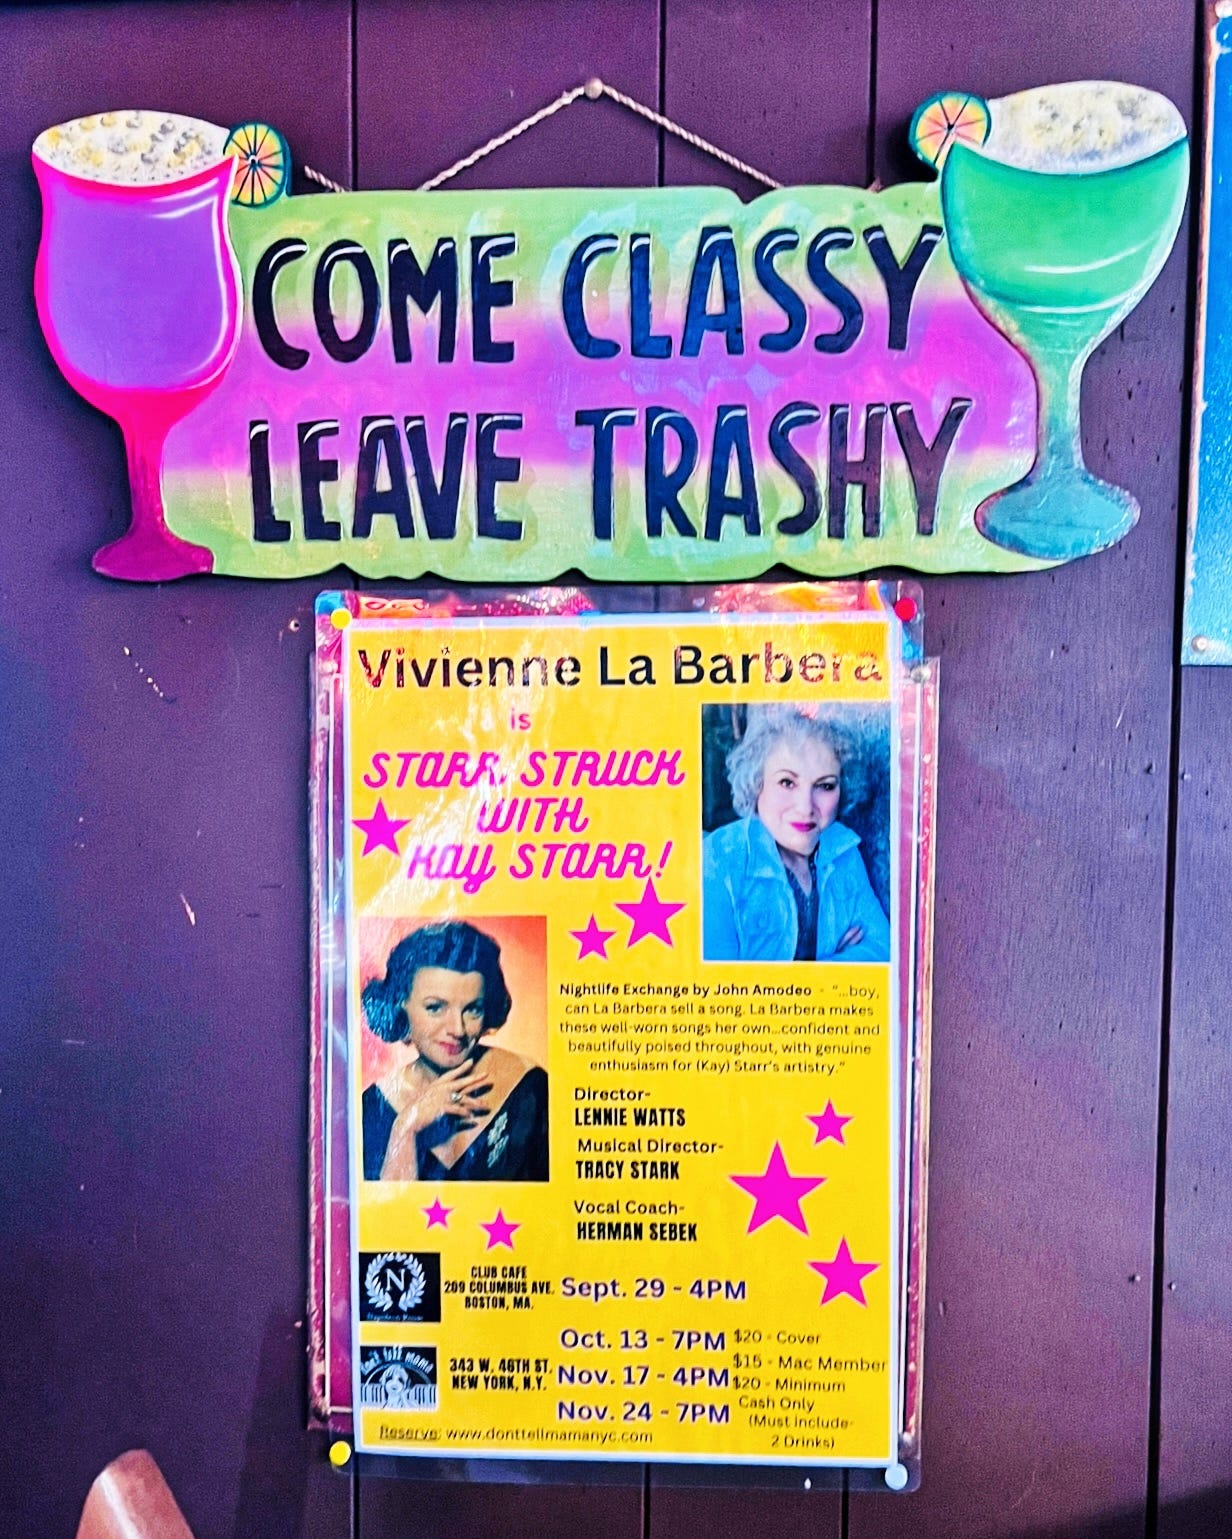 COME CLASSY
LEAVE TRASHY
Vivienne La Barbera
is
STARR STRUCK
WITH
KAY STARR!
Nightlife Exchange by John Amodeo - "...boy,
can La Barbera sell a song. La Barbera makes
these well-worn songs her own...confident and
beautifully poised throughout, with genuine
enthusiasm for (Kay) Starr's artistry."
Director-
LENNIE WATTS
Musical Director-
TRACY STARK
Vocal Coach-
HERMAN SEBEK
N
Napoleon Room
CLUB CAFE
209 COLUMBUS AVE.
BOSTON, MA.
Sept. 29 - 4PM
don't tell mama
343 W. 46TH ST.
NEW YORK, N.Y.
Oct. 13 - 7PM
Nov. 17 - 4PM
Nov. 24 - 7PM
$20 - Cover
$15 - Mac Member
$20 - Minimum
Cash Only
(Must include-
2 Drinks)
Reserve: www.donttellmamanyc.com